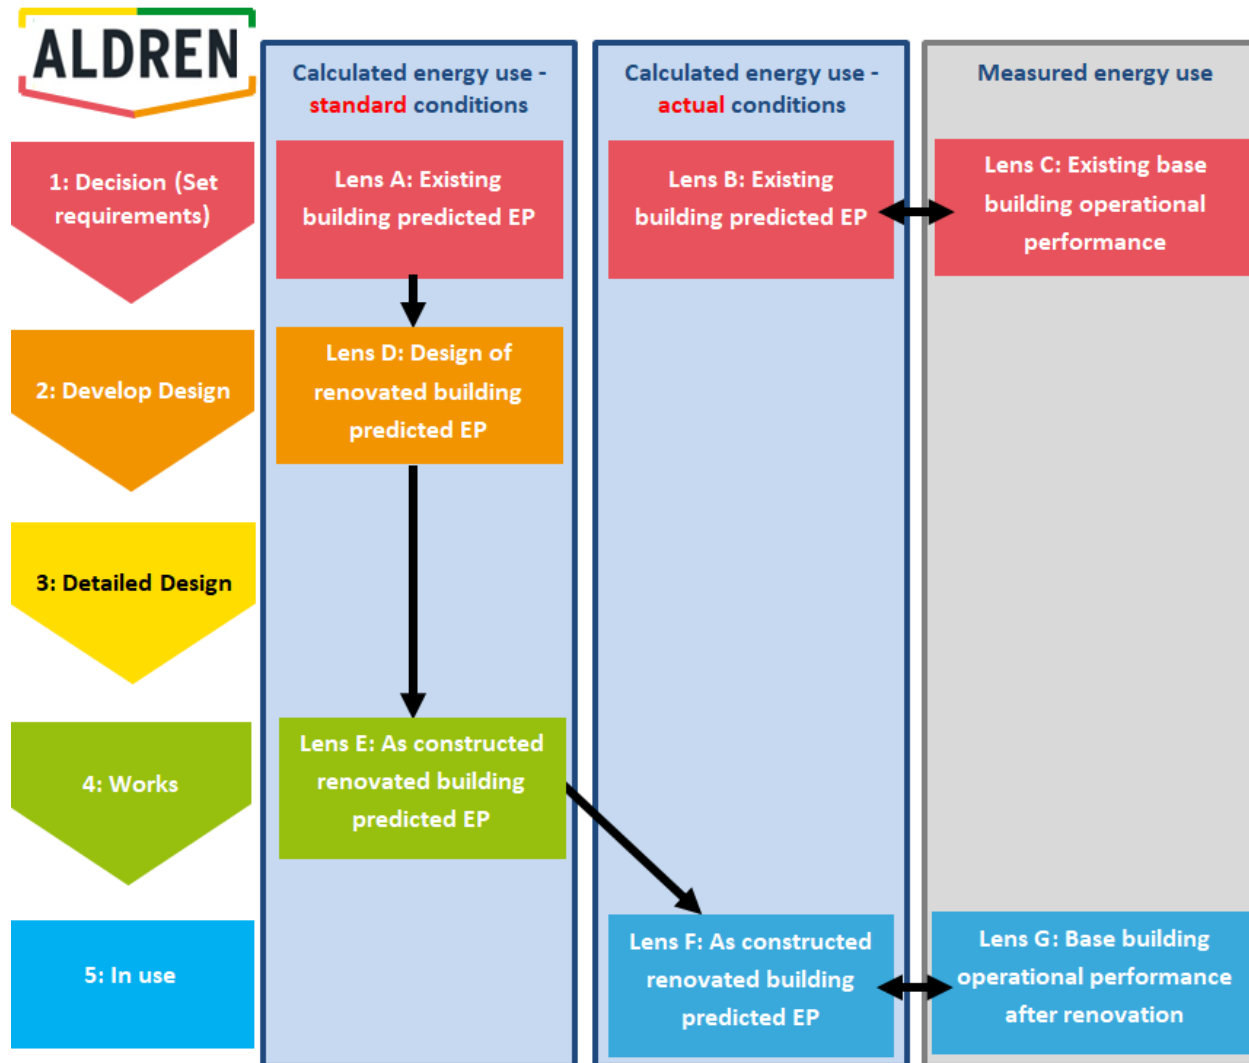 ALDREN
Calculated energy use -
standard conditions
Calculated energy use -
actual conditions
Measured energy use
1: Decision (Set
requirements)
Lens A: Existing
building predicted EP
Lens B: Existing
building predicted EP
Lens C: Existing base
building operational
performance
2: Develop Design
Lens D: Design of
renovated building
predicted EP
3: Detailed Design
4: Works
Lens E: As constructed
renovated building
predicted EP
5: In use
Lens F: As constructed
renovated building
predicted EP
Lens G: Base building
operational performance
after renovation